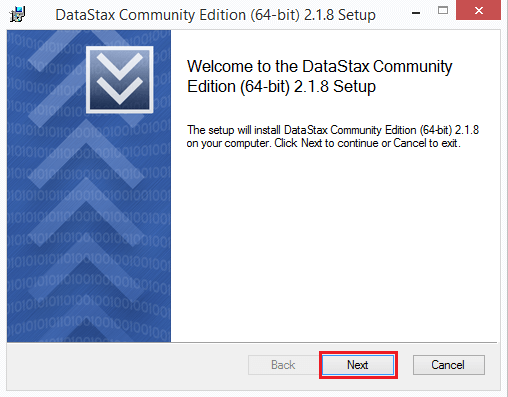 DataStax Community Edition (64-bit) 2.1.8 Setup
Welcome to the DataStax Community
Edition (64-bit) 2.1.8 Setup
The setup will install DataStax Community Edition (64-bit) 2.1.8
on your computer. Click Next to continue or Cancel to exit.
Back Next Cancel